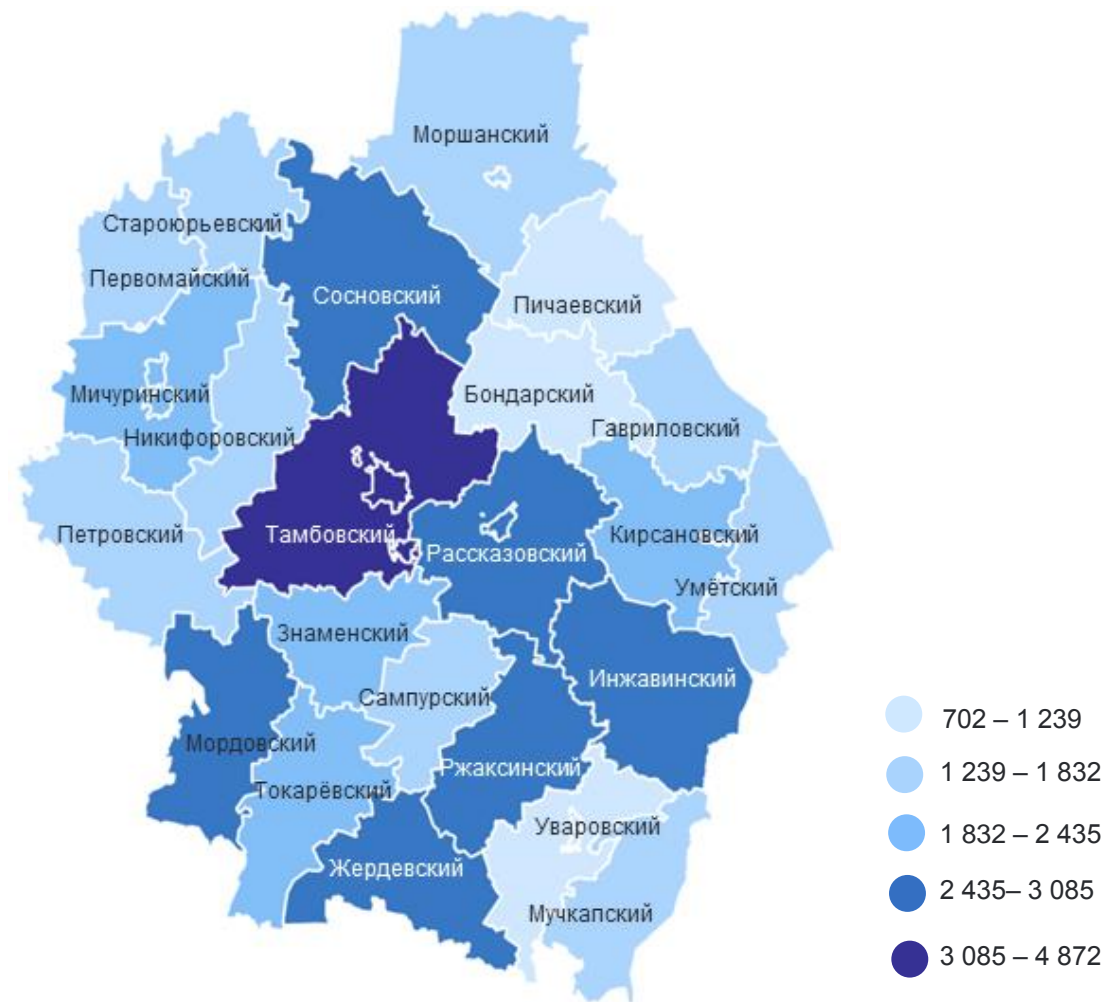 Моршанский
Староюрьевский
Первомайский
Сосновский
Пичаевский
Мичуринский
Бондарский
Никифоровский
Гавриловский
Петровский
Тамбовский
Рассказовский
Кирсановский
Умётский
Знаменский
Сампурский
Инжавинский
Мордовский
Ржаксинский
Токарёвский
Уваровский
Жердевский
Мучкапский
702 – 1 239
1 239 – 1 832
1 832 – 2 435
2 435– 3 085
3 085 – 4 872